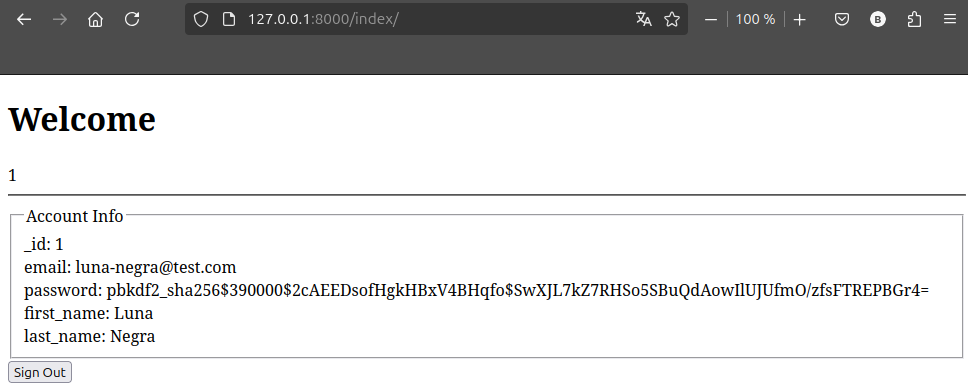 127.0.0.1:8000/index/
100 %
B
Welcome
1
Account Info
_id: 1
email: luna-negra@test.com
password: pbkdf2_sha256$390000$2cAEEDsofHgkHBxV4BHqfo$SwXJL7kZ7RHSo5SBuQdAowIlUJUfmO/zfsFTREPBGr4=
first_name: Luna
last_name: Negra
Sign Out